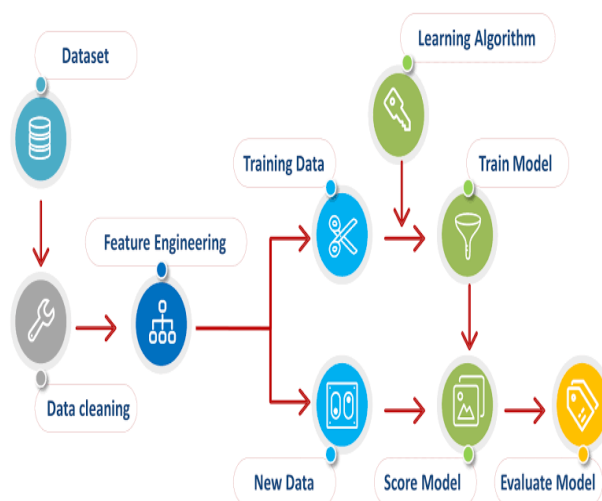 Learning Algorithm
Dataset
Training Data
Train Model
Feature Engineering
Data cleaning
New Data
Score Model
Evaluate Model